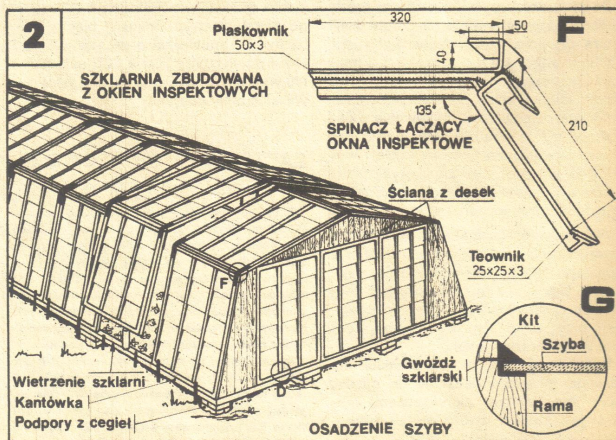 2
Płaskownik
50×3
320
50
40
F
SZKLARNIA ZBUDOWANA
Z OKIEN INSPEKTOWYCH
135°
210
SPINACZ ŁĄCZĄCY
OKNA INSPEKTOWE
Ściana z desek
Teownik
25×25×3
F
G
Kit
Szyba
Gwóźdź
szklarski
Rama
Wietrzenie szklarni
Kantówka
Podpory z cegieł
D
OSADZENIE SZYBY